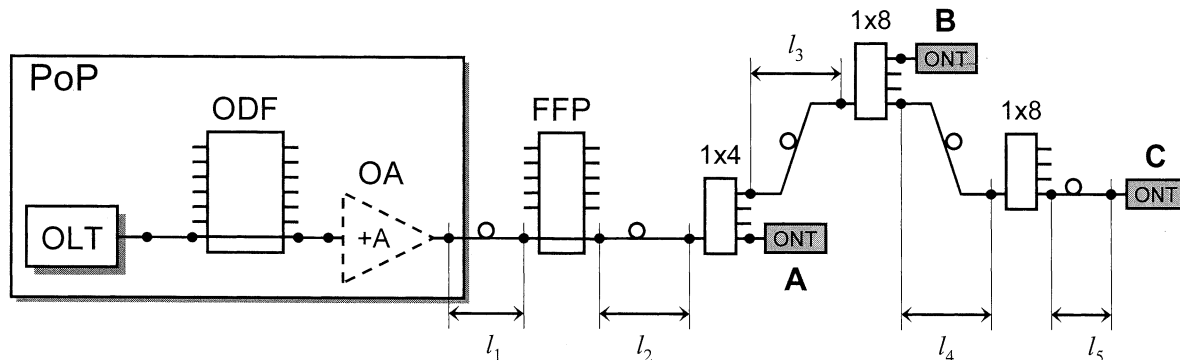 PoP
OLT
ODF
OA
+A
FFP
1x4
ONT
A
1x8
B
ONT
1x8
C
ONT
l1
l2
l3
l4
l5